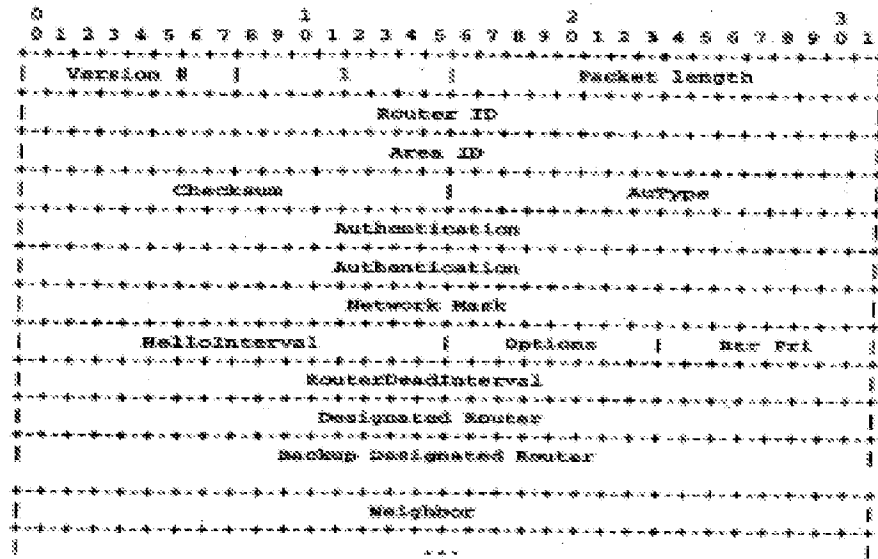 0 1 2 3
0 1 2 3 4 5 6 7 8 9 0 1 2 3 4 5 6 7 8 9 0 1 2 3 4 5 6 7 8 9 0 1
| Version # | 1 | Packet length |
| Router ID |
| Area ID |
| Checksum | AuType |
| Authentication |
| Authentication |
| Network Mask |
| HelloInterval | Options | Rtr Pri |
| RouterDeadInterval |
| Designated Router |
| Backup Designated Router |
| Neighbor |
| ... |